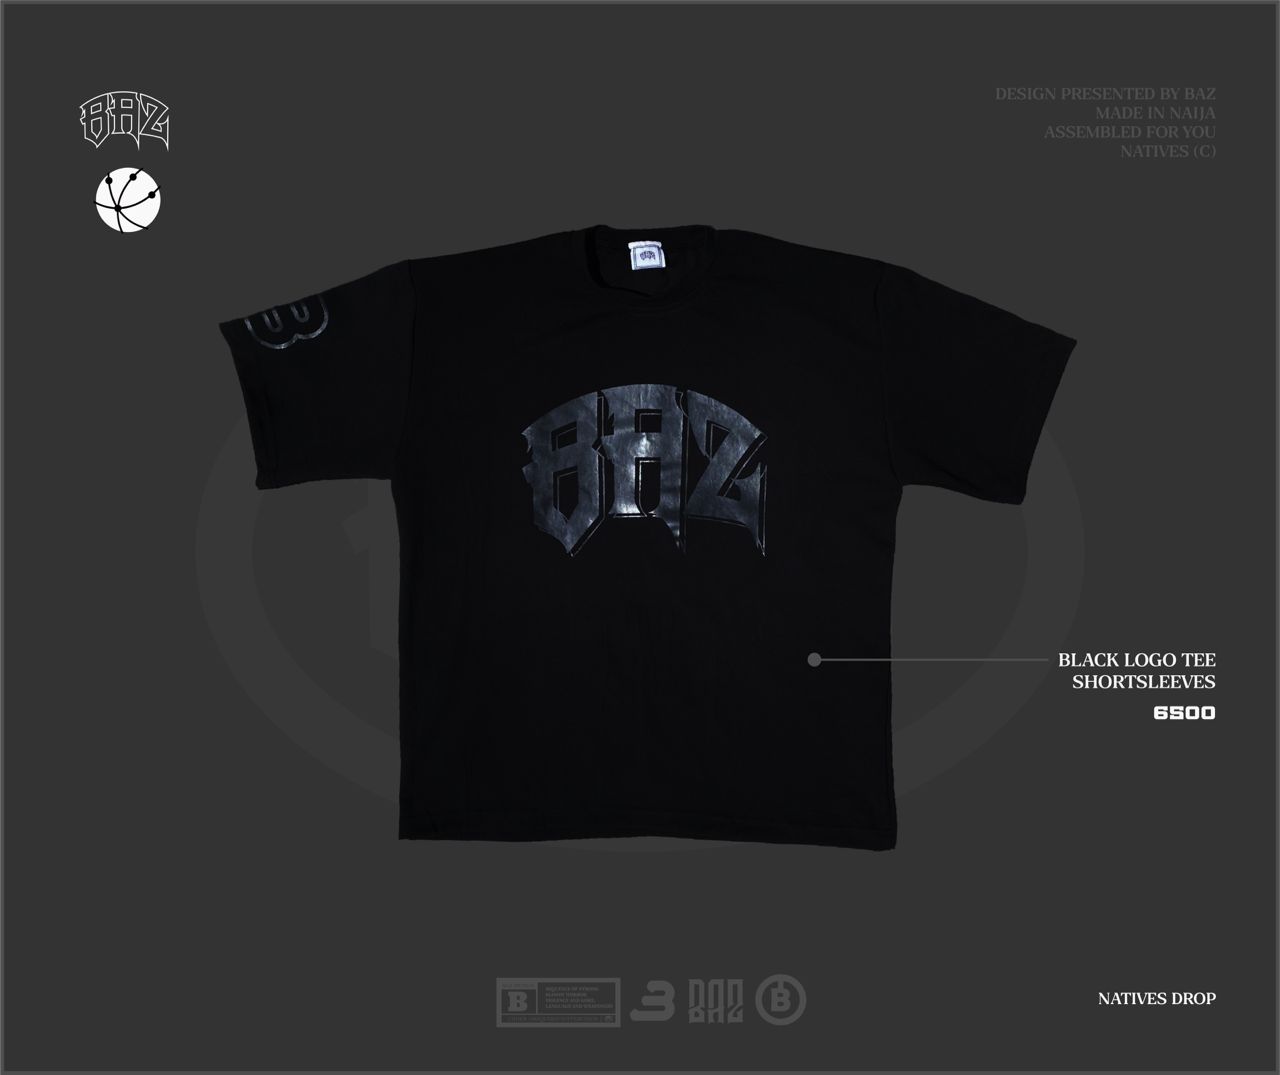 BAZ
DESIGN PRESENTED BY BAZ
MADE IN NAIJA
ASSEMBLED FOR YOU
NATIVES (C)
B
BAZ
BLACK LOGO TEE
SHORTSLEEVES
6500
B
B
BAZ
B
NATIVES DROP